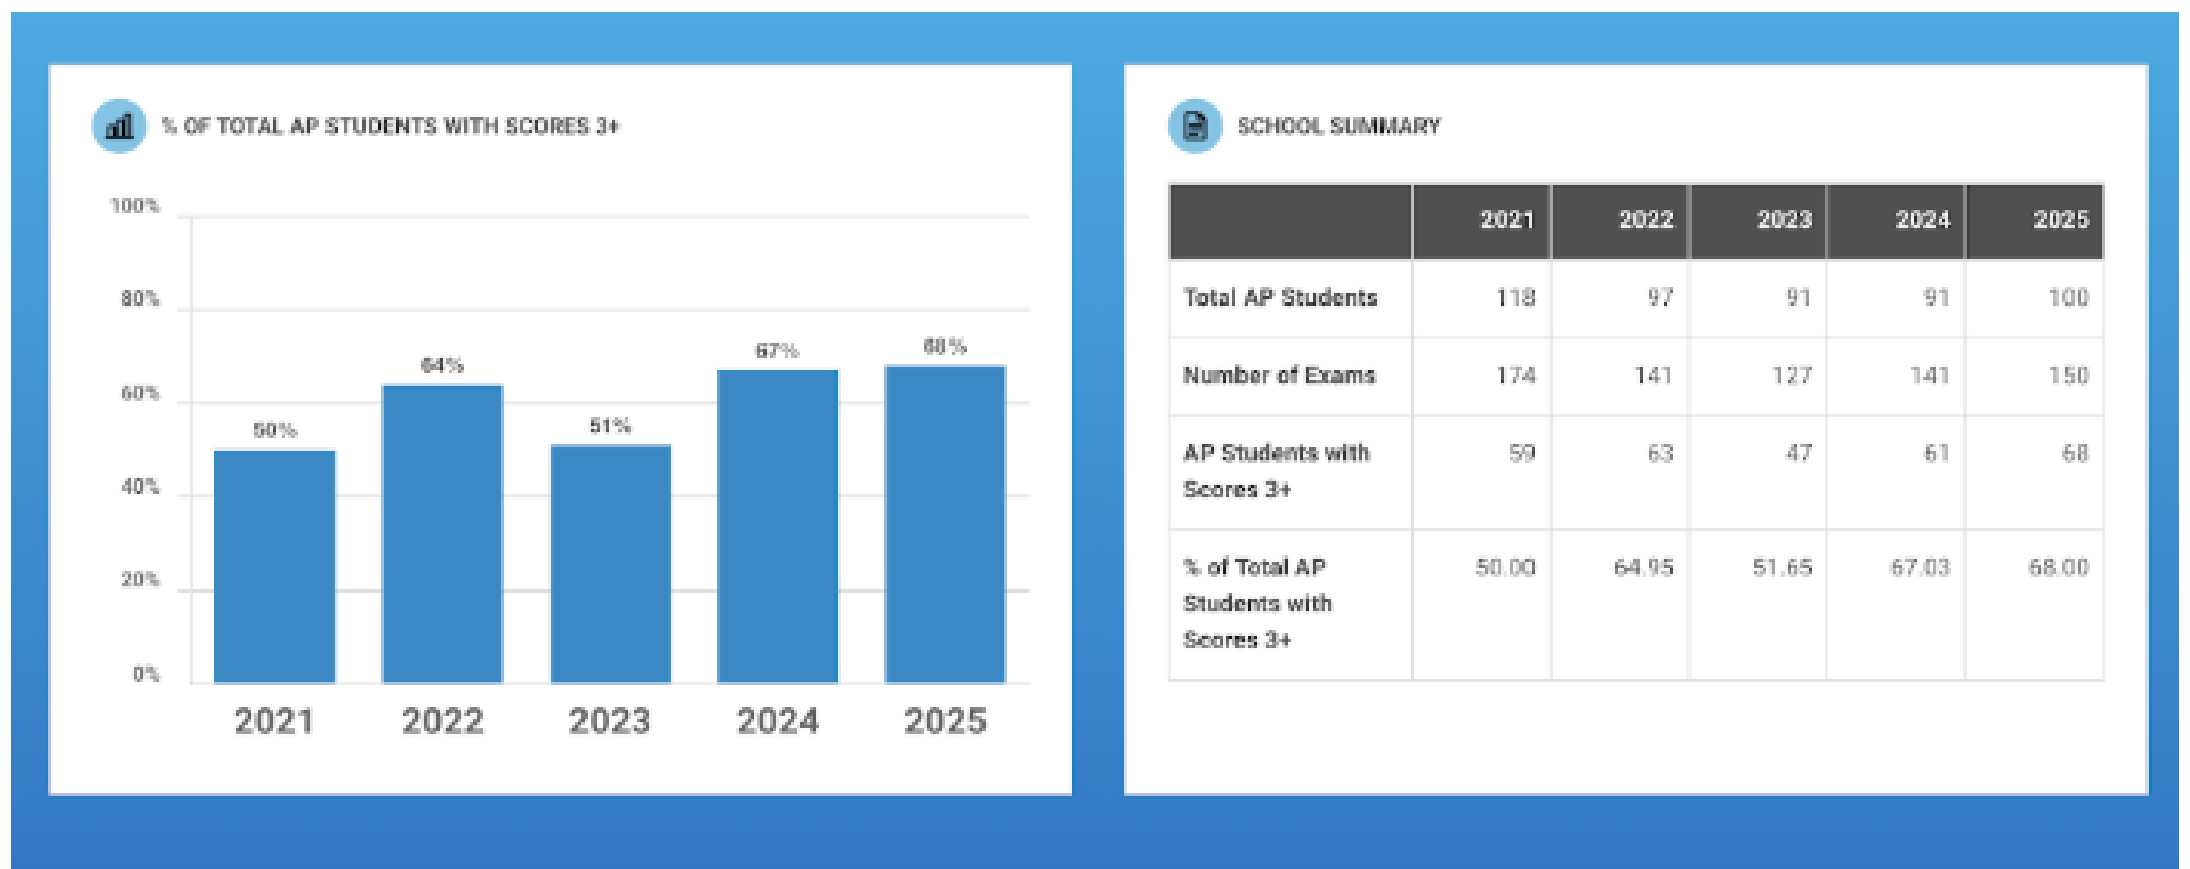 % OF TOTAL AP STUDENTS WITH SCORES 3+
100%
80%
60%
40%
20%
0%
50%
64%
51%
67%
68%
2021 2022 2023 2024 2025
SCHOOL SUMMARY
2021 2022 2023 2024 2025
Total AP Students 118 97 91 91 100
Number of Exams 174 141 127 141 150
AP Students with 59 63 47 61 68
Scores 3+
% of Total AP 50.00 64.95 51.65 67.03 68.00
Students with
Scores 3+